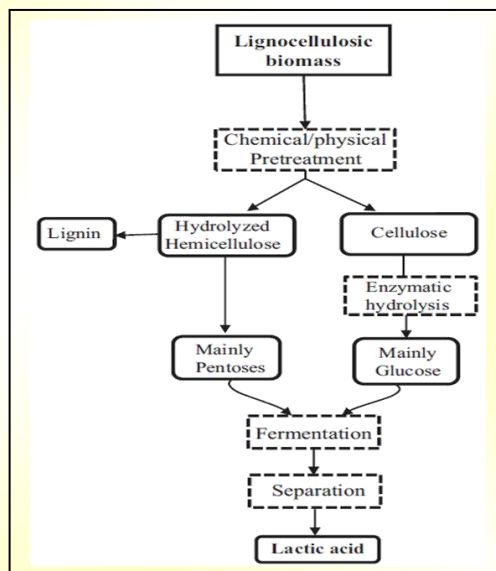 Lignocellulosic
biomass
Chemical/physical
Pretreatment
Lignin
Hydrolyzed
Hemicellulose
Cellulose
Enzymatic
hydrolysis
Mainly
Pentoses
Mainly
Glucose
Fermentation
Separation
Lactic acid